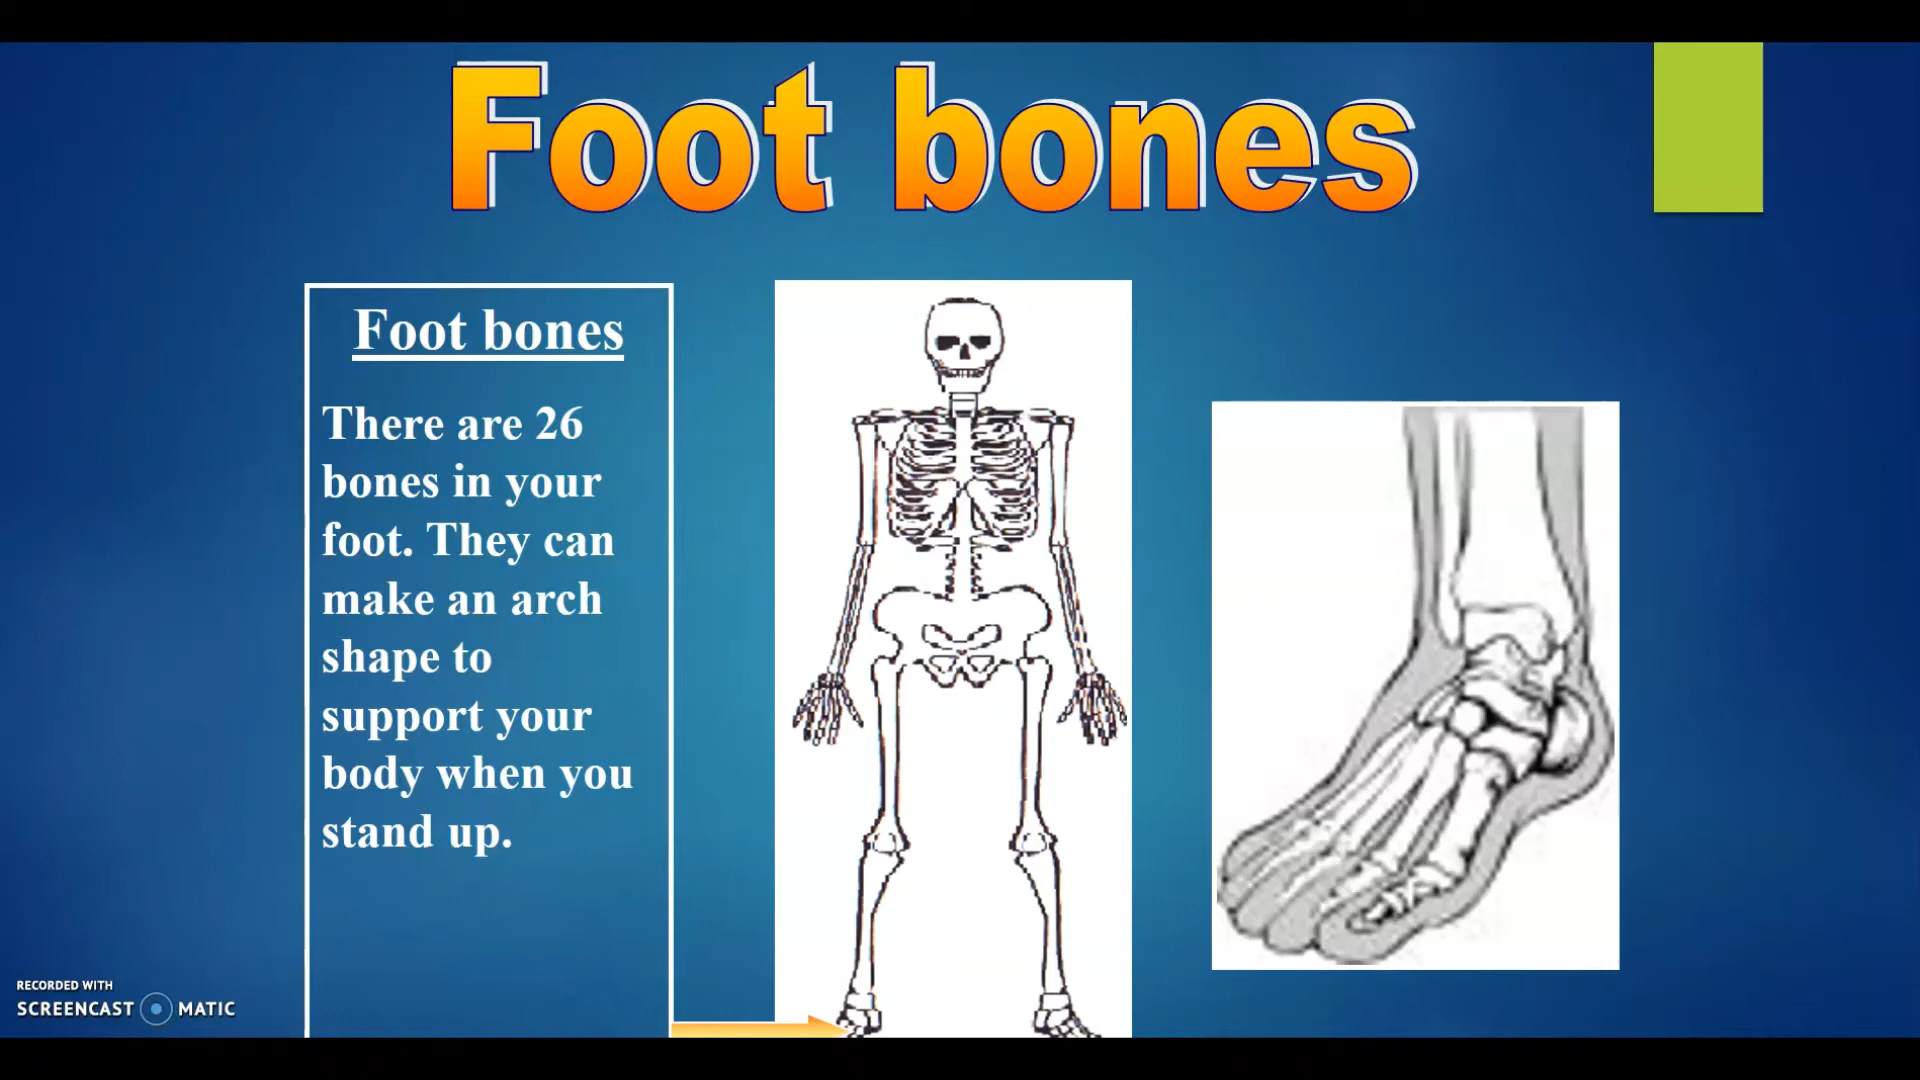 Foot bones
Foot bones
There are 26
bones in your
foot. They can
make an arch
shape to
support your
body when you
stand up.
RECORDED WITH
SCREENCAST MATIC